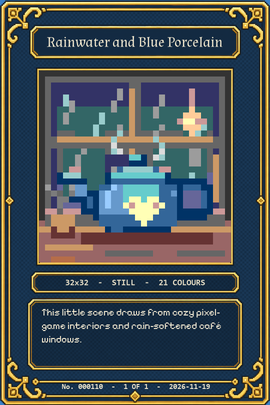 Rainwater and Blue Porcelain
32x32 - STILL - 21 COLOURS
This little scene draws from cozy pixel-
game interiors and rain-softened café
windows.
No. 000110 - 1 OF 1 - 2026-11-19